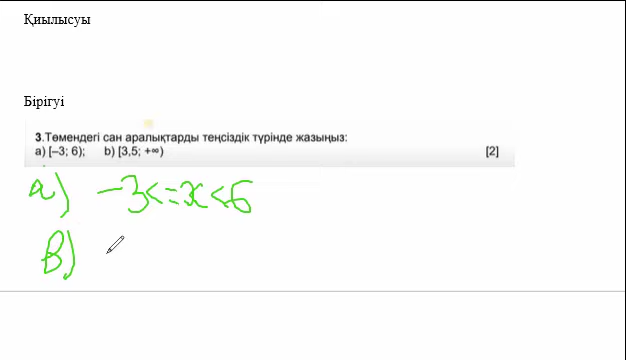 Қиылысуы
Бірігуі
3.Төмендегі сан аралықтарды теңсіздік түрінде жазыңыз:
a) [–3; 6); b) [3,5; +∞) [2]
a) -3<=x<6
B)